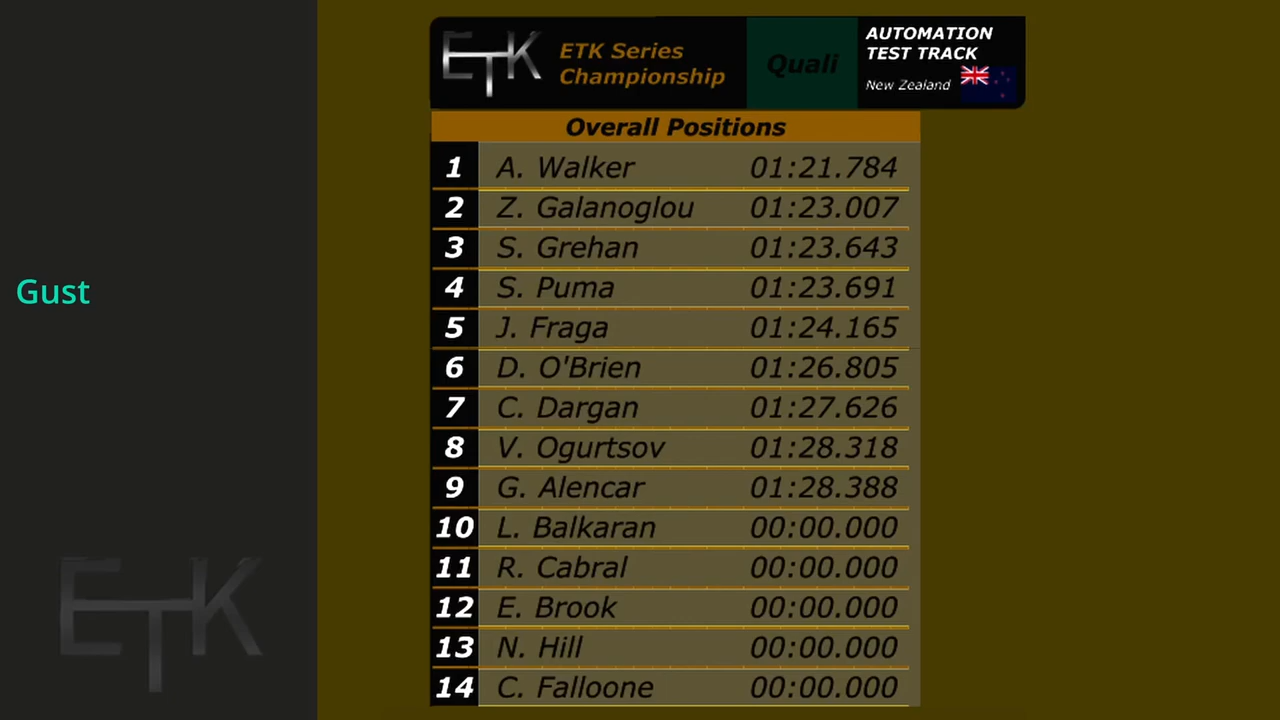 ETK
ETK Series
Championship
Quali
AUTOMATION
TEST TRACK
New Zealand
Overall Positions
1 A. Walker 01:21.784
2 Z. Galanoglou 01:23.007
3 S. Grehan 01:23.643
4 S. Puma 01:23.691
5 J. Fraga 01:24.165
6 D. O'Brien 01:26.805
7 C. Dargan 01:27.626
8 V. Ogurtsov 01:28.318
9 G. Alencar 01:28.388
10 L. Balkaran 00:00.000
11 R. Cabral 00:00.000
12 E. Brook 00:00.000
13 N. Hill 00:00.000
14 C. Falloone 00:00.000
Gust
ETK